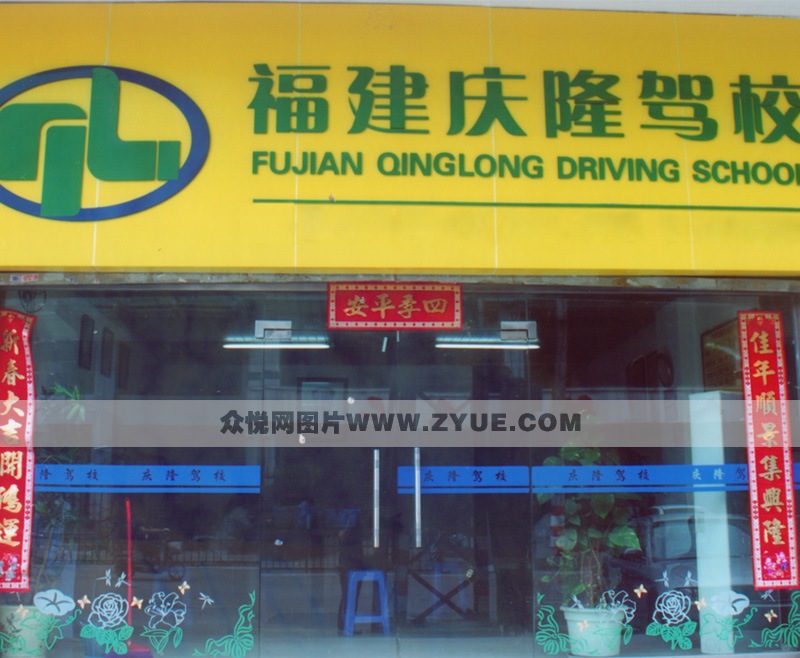 福建庆隆驾校
FUJIAN QINGLONG DRIVING SCHOOL
安平季四
新春大吉開鴻運
佳年順景集興隆
众悦网图片WWW.ZYUE.COM
隆驾校 庆隆驾校
庆隆驾校 庆隆驾校 庆隆驾